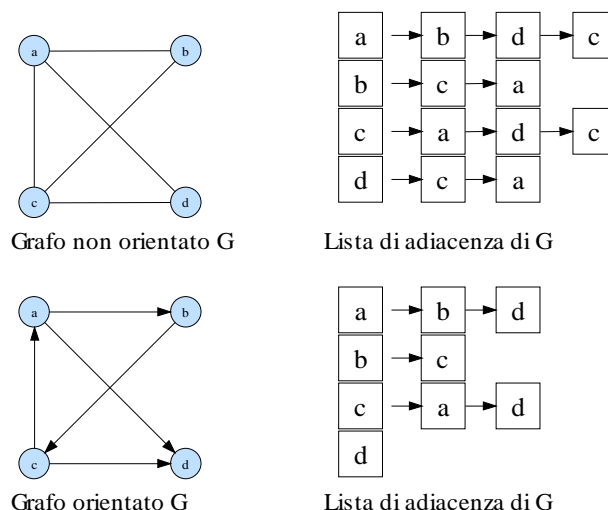 a b
c d
Grafo non orientato G
a b d c
b c a
c a d c
d c a
Lista di adiacenza di G
a b
c d
Grafo orientato G
a b d
b c
c a d
d
Lista di adiacenza di G